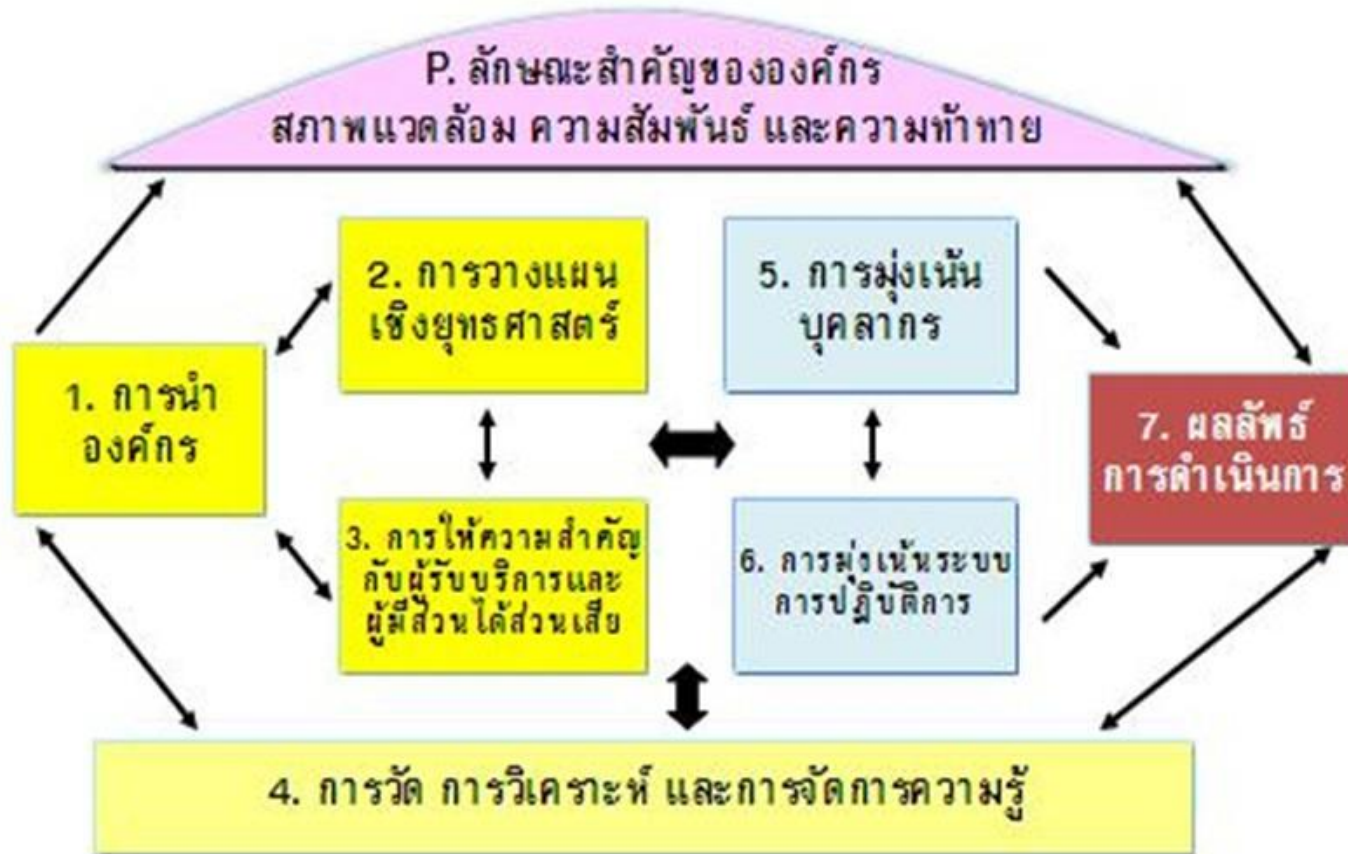 P. ลักษณะสำคัญขององค์กร
สภาพแวดล้อม ความสัมพันธ์ และความท้าทาย
1. การนำ
องค์กร
2. การวางแผน
เชิงยุทธศาสตร์
3. การให้ความสำคัญ
กับผู้รับบริการและ
ผู้มีส่วนได้ส่วนเสีย
5. การมุ่งเน้น
บุคลากร
6. การมุ่งเน้นระบบ
การปฏิบัติการ
7. ผลลัพธ์
การดำเนินการ
4. การวัด การวิเคราะห์ และการจัดการความรู้